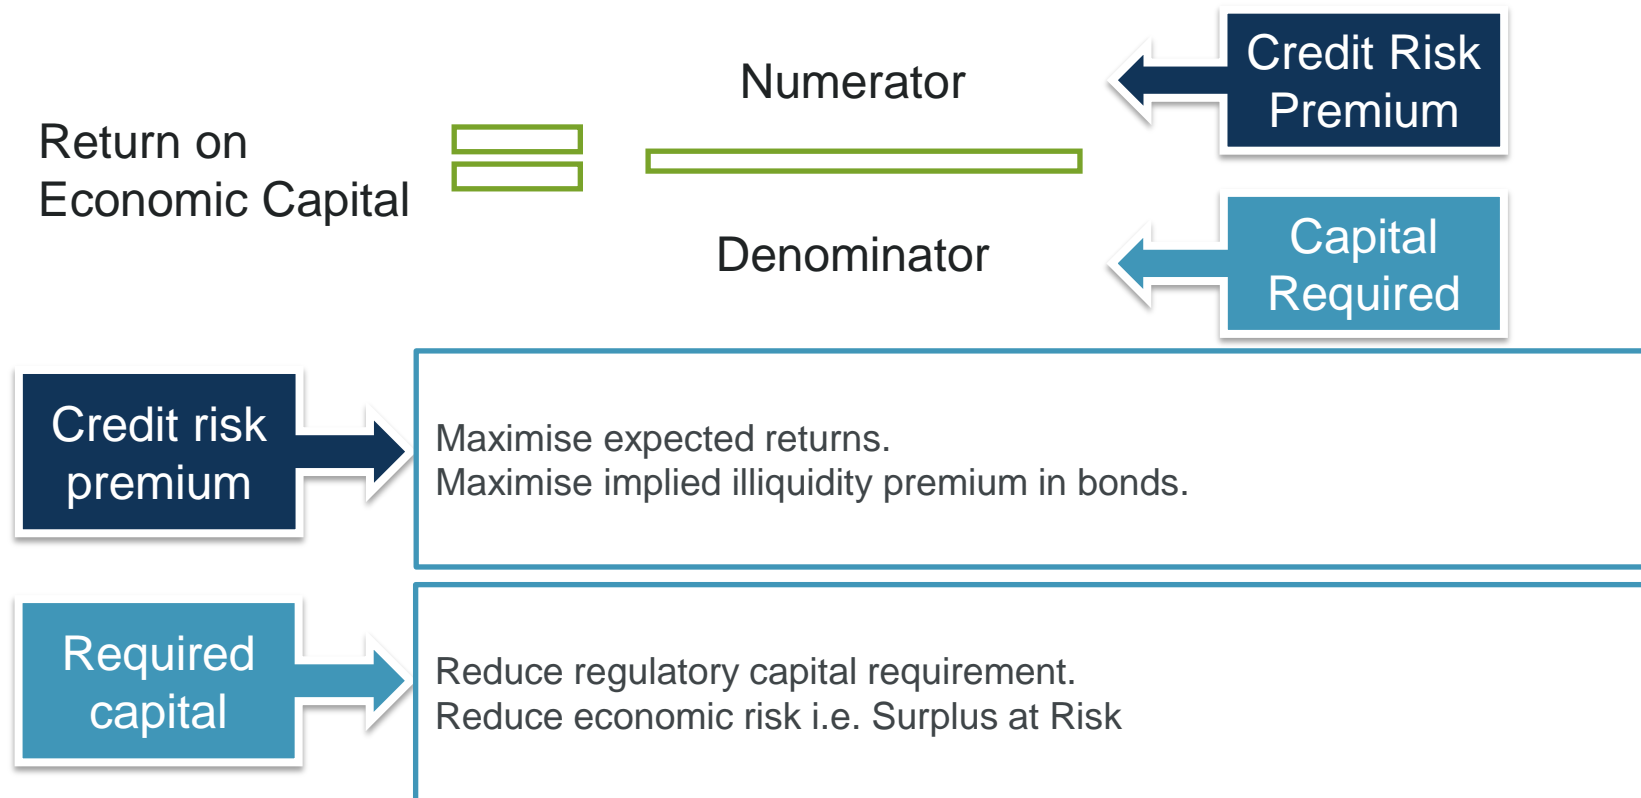 Return on
Economic Capital
Numerator
Denominator
Credit Risk
Premium
Capital
Required
Credit risk
premium
Maximise expected returns.
Maximise implied illiquidity premium in bonds.
Required
capital
Reduce regulatory capital requirement.
Reduce economic risk i.e. Surplus at Risk